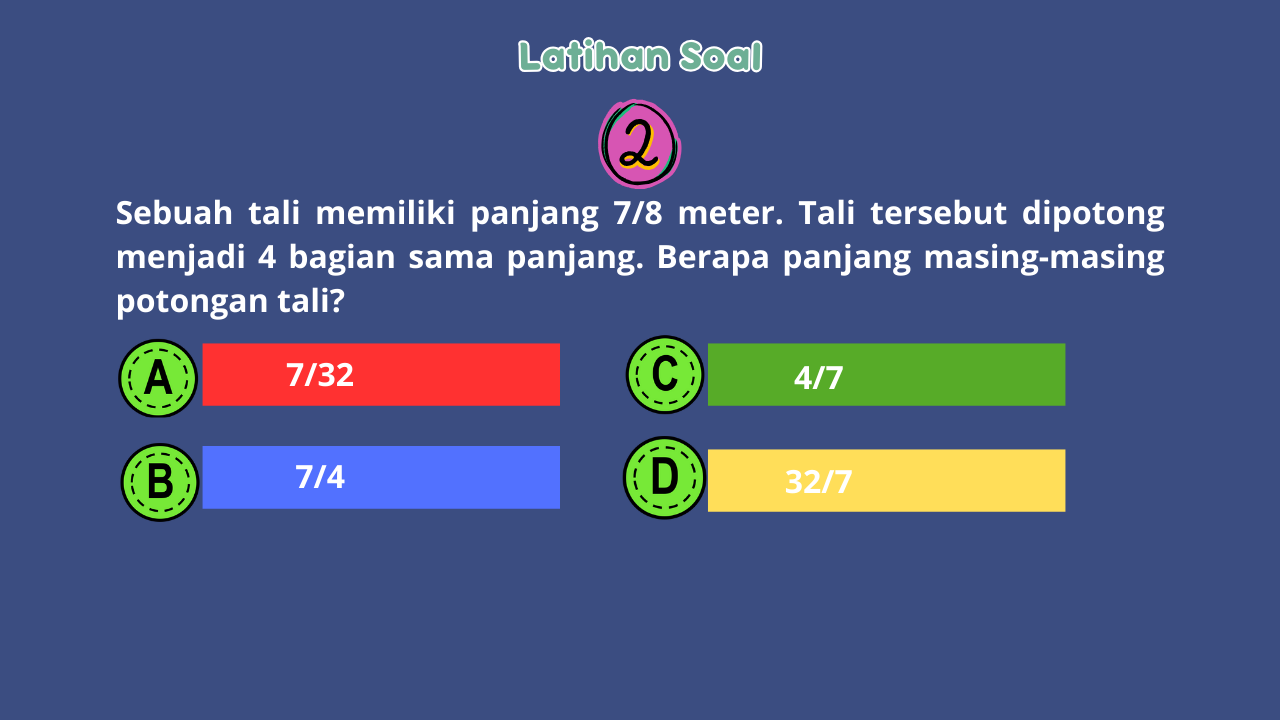 Latihan Soal
2
Sebuah tali memiliki panjang 7/8 meter. Tali tersebut dipotong
menjadi 4 bagian sama panjang. Berapa panjang masing-masing
potongan tali?
A 7/32
C 4/7
B 7/4
D 32/7